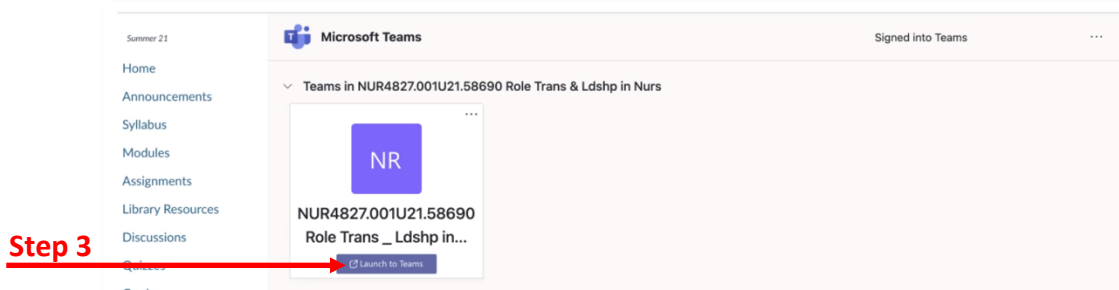 Summer 21
Home
Announcements
Syllabus
Modules
Assignments
Library Resources
Discussions
Quizzes
Step 3
Microsoft Teams
Signed into Teams
...
Teams in NUR4827.001U21.58690 Role Trans & Ldshp in Nurs
...
NR
NUR4827.001U21.58690
Role Trans _ Ldshp in...
Launch to Teams